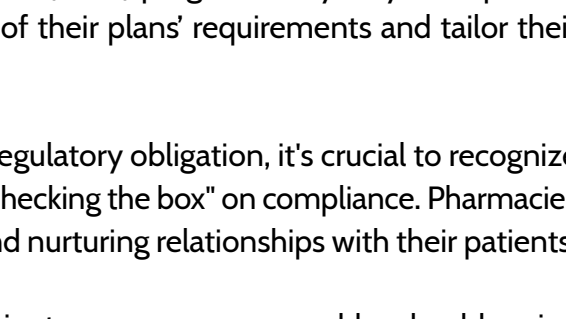 of their plans’ requirements and tailor thei
egulatory obligation, it's crucial to recognize
hecking the box" on compliance. Pharmacie
nd nurturing relationships with their patients